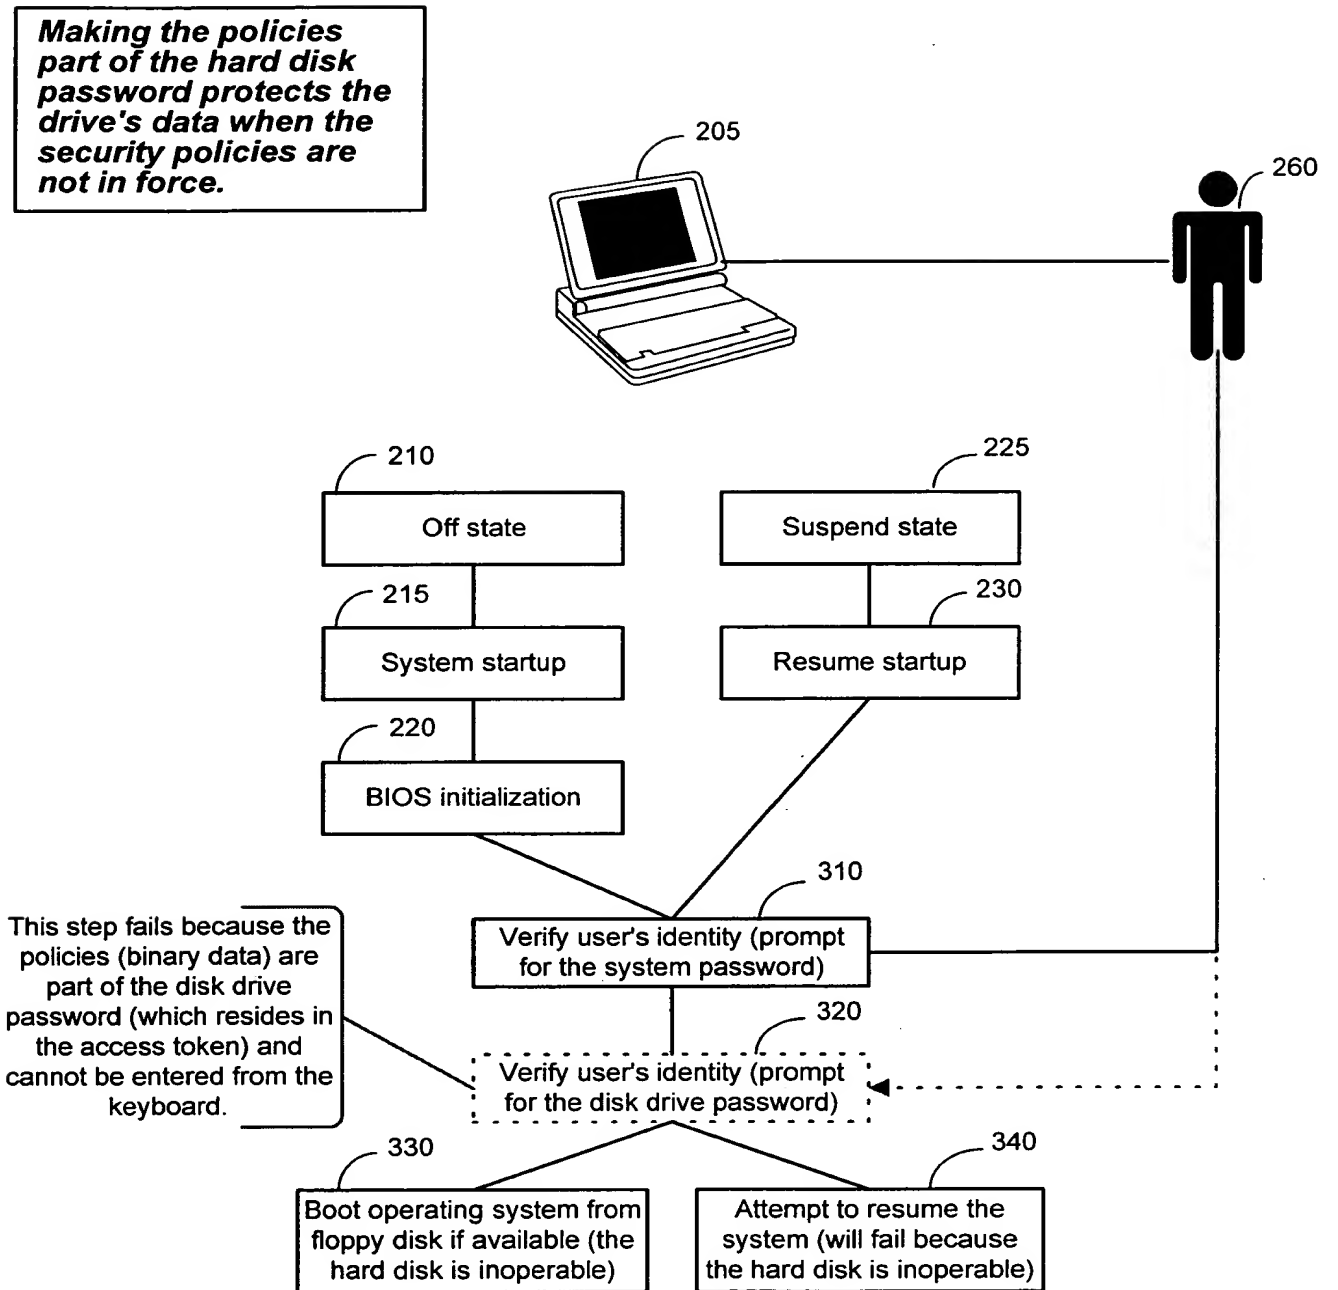 Making the policies
part of the hard disk
password protects the
drive's data when the
security policies are
not in force.
205
260
210
225
Off state
Suspend state
215
230
System startup
Resume startup
220
BIOS initialization
310
Verify user's identity (prompt
for the system password)
This step fails because the
policies (binary data) are
part of the disk drive
password (which resides in
the access token) and
cannot be entered from the
keyboard.
320
Verify user's identity (prompt
for the disk drive password)
330
340
Boot operating system from
floppy disk if available (the
hard disk is inoperable)
Attempt to resume the
system (will fail because
the hard disk is inoperable)